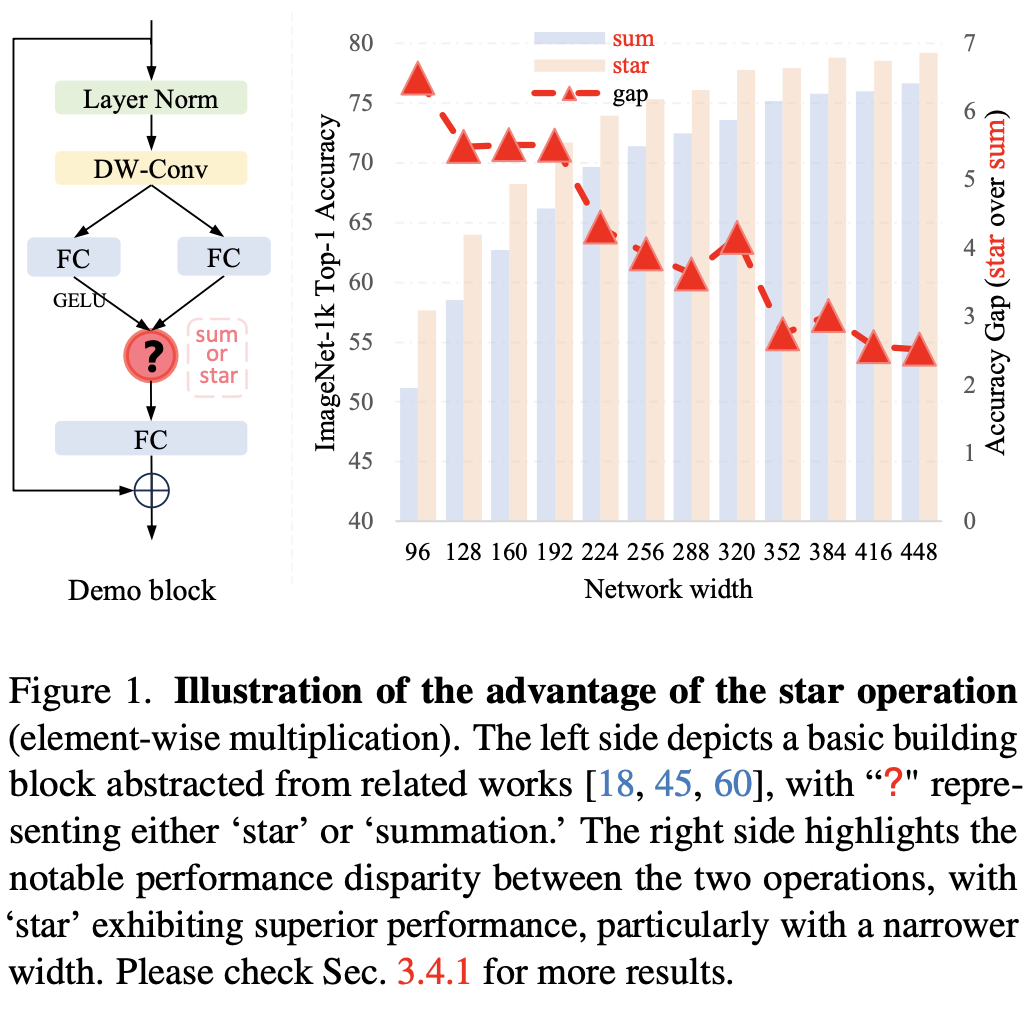 Layer Norm
DW-Conv
FC
FC
GELU
?
sum
or
star
FC
Demo block
ImageNet-1k Top-1 Accuracy
80
75
70
65
60
55
50
45
40
sum
star
gap
7
6
5
4
3
2
1
0
Accuracy Gap (star over sum)
96 128 160 192 224 256 288 320 352 384 416 448
Network width
Figure 1. Illustration of the advantage of the star operation
(element-wise multiplication). The left side depicts a basic building
block abstracted from related works [18, 45, 60], with “?" repre-
senting either ‘star’ or ‘summation.’ The right side highlights the
notable performance disparity between the two operations, with
‘star’ exhibiting superior performance, particularly with a narrower
width. Please check Sec. 3.4.1 for more results.